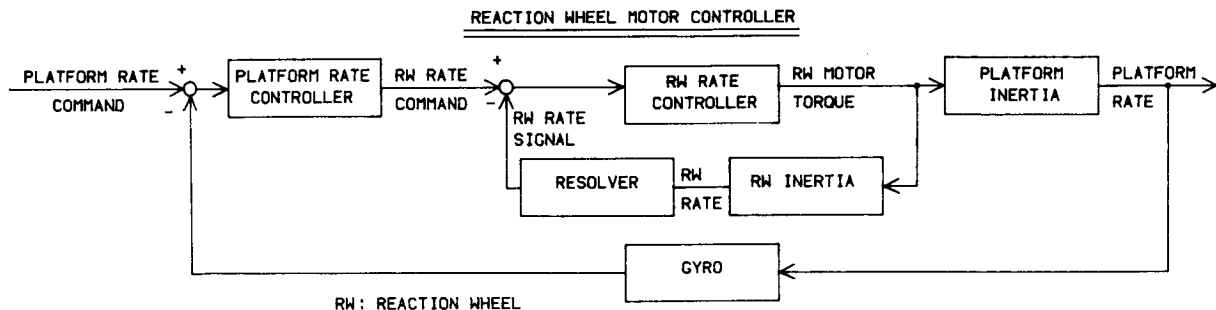 REACTION WHEEL MOTOR CONTROLLER
PLATFORM RATE
COMMAND
+
-
PLATFORM RATE
CONTROLLER
RW RATE
COMMAND
+
-
RW RATE
SIGNAL
RW RATE
CONTROLLER
RW MOTOR
TORQUE
PLATFORM
INERTIA
PLATFORM
RATE
RESOLVER
RW
RATE
RW INERTIA
GYRO
RW: REACTION WHEEL